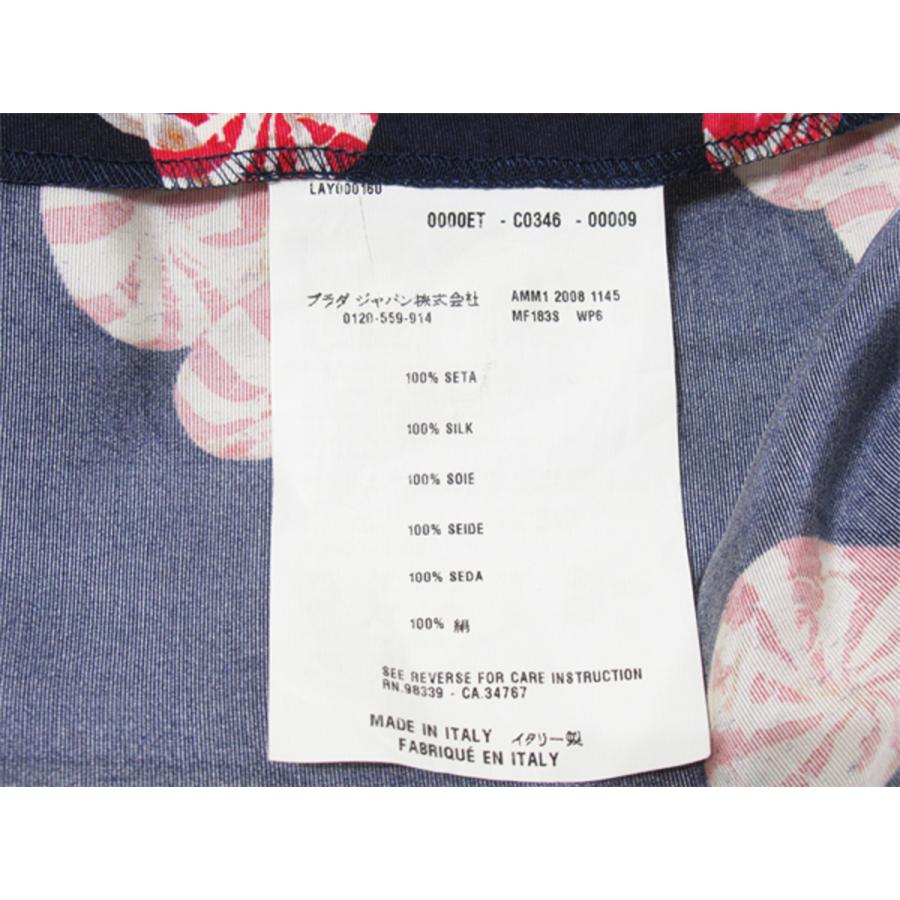 LAY000160
0000ET - C0346 - 00009
プラダ ジャパン株式会社 AMM1 2008 1145
0120-559-914 MF183S WP6
100% SETA
100% SILK
100% SOIE
100% SEIDE
100% SEDA
100% 絹
SEE REVERSE FOR CARE INSTRUCTION
RN.98339 - CA.34767
MADE IN ITALY イタリー製
FABRIQUÉ EN ITALY